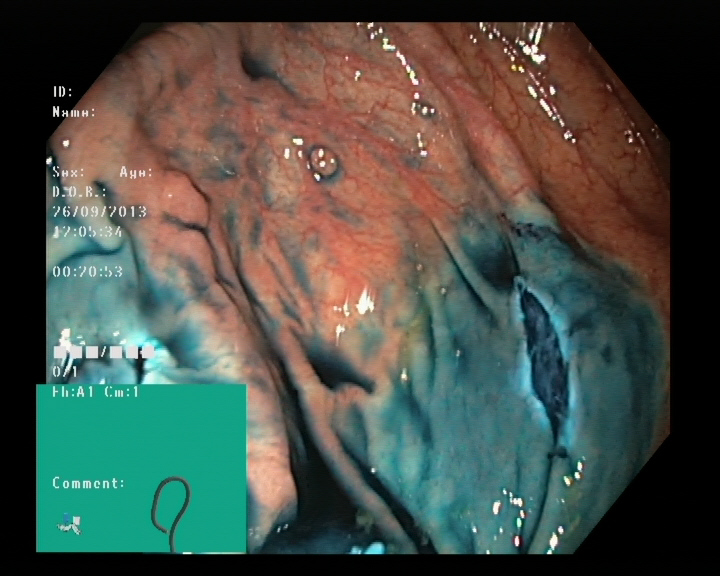 ID:
Name:
Sex: Age:
D.O.B.:
26/09/2013
12:05:34
00:20:53
0/1
Eh:A1 Cm:1
Comment: